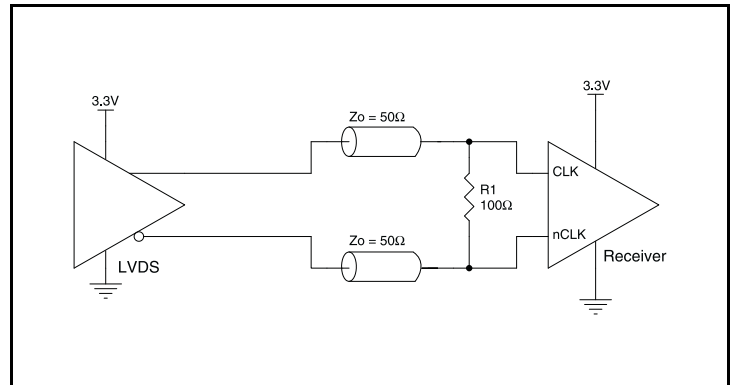 3.3V
LVDS
Zo = 50Ω
Zo = 50Ω
R1
100Ω
3.3V
CLK
nCLK
Receiver